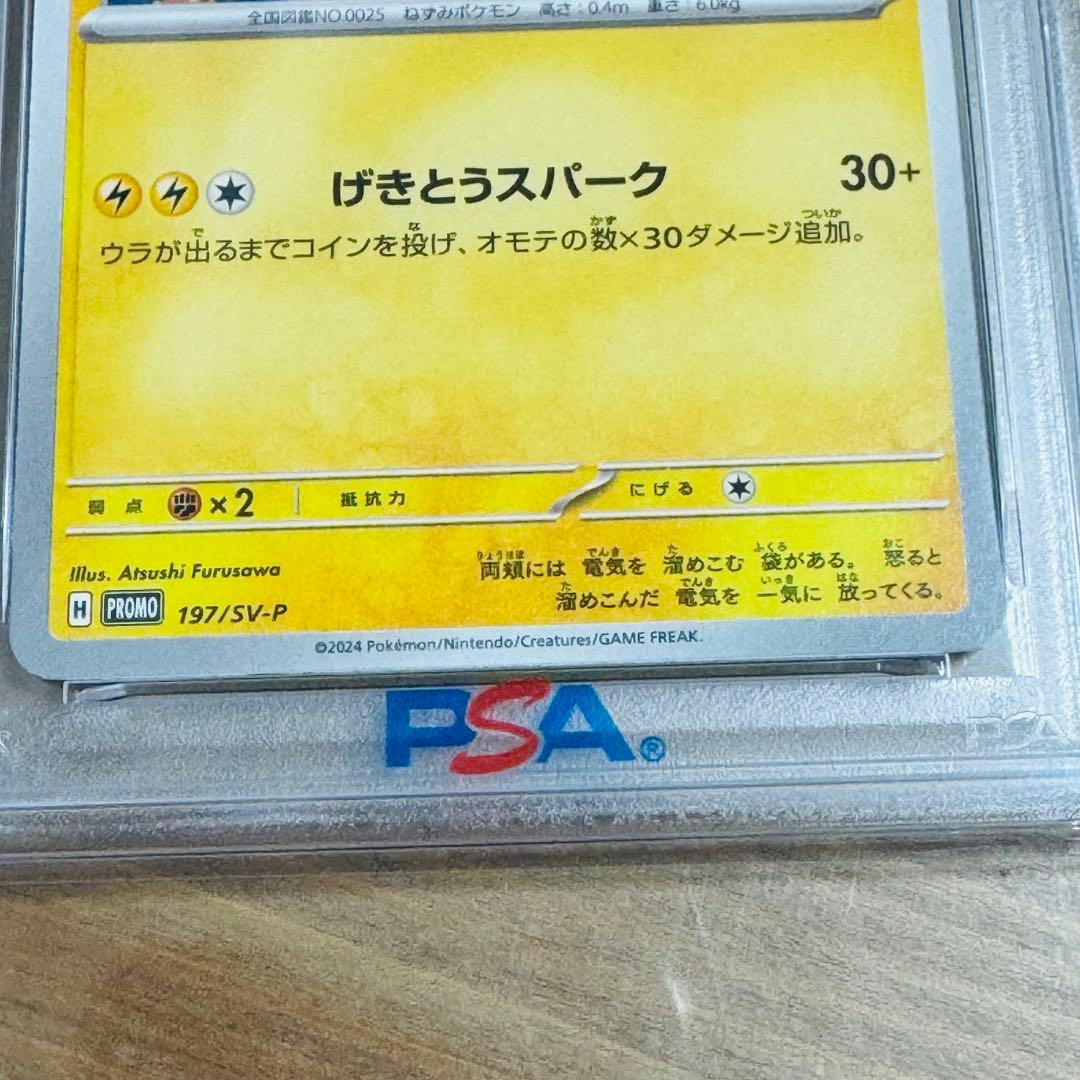 全国図鑑NO.0025 ねずみポケモン 高さ:0.4m 重さ:6.0kg
げきとうスパーク 30+
ウラが出るまでコインを投げ、オモテの数×30ダメージ追加。
弱点 ×2 抵抗力 にげる
Illus. Atsushi Furusawa
両頬には 電気を 溜めこむ 袋がある。 怒ると
溜めこんだ 電気を 一気に 放ってくる。
H PROMO 197/SV-P
©2024 Pokémon/Nintendo/Creatures/GAME FREAK.
PSA®